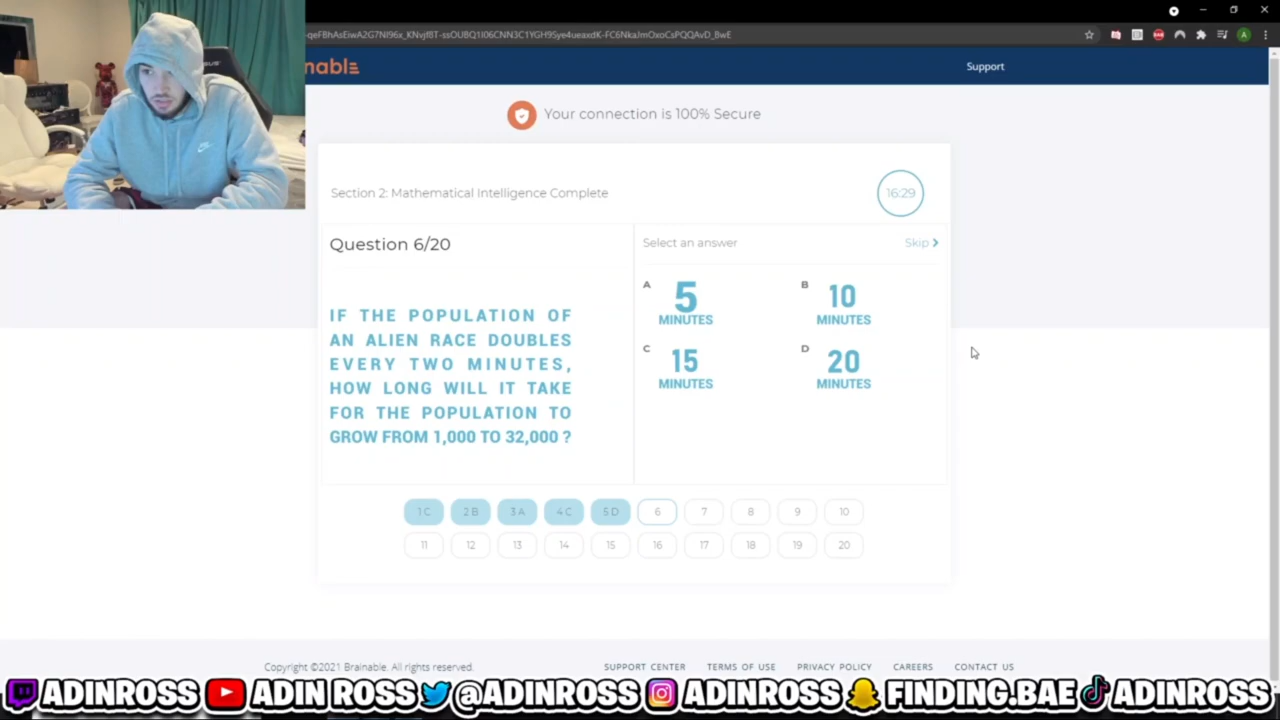 nable
Support
Your connection is 100% Secure
Section 2: Mathematical Intelligence Complete
16:29
Question 6/20
Select an answer
Skip
IF THE POPULATION OF
AN ALIEN RACE DOUBLES
EVERY TWO MINUTES,
HOW LONG WILL IT TAKE
FOR THE POPULATION TO
GROW FROM 1,000 TO 32,000 ?
A
5
MINUTES
B
10
MINUTES
C
15
MINUTES
D
20
MINUTES
1 C 2 B 3 A 4 C 5 D 6 7 8 9 10
11 12 13 14 15 16 17 18 19 20
Copyright ©2021 Brainable. All rights reserved.
SUPPORT CENTER TERMS OF USE PRIVACY POLICY CAREERS CONTACT US
ADINROSS ADIN ROSS @ADINROSS ADINROSS FINDING.BAE ADINROSS